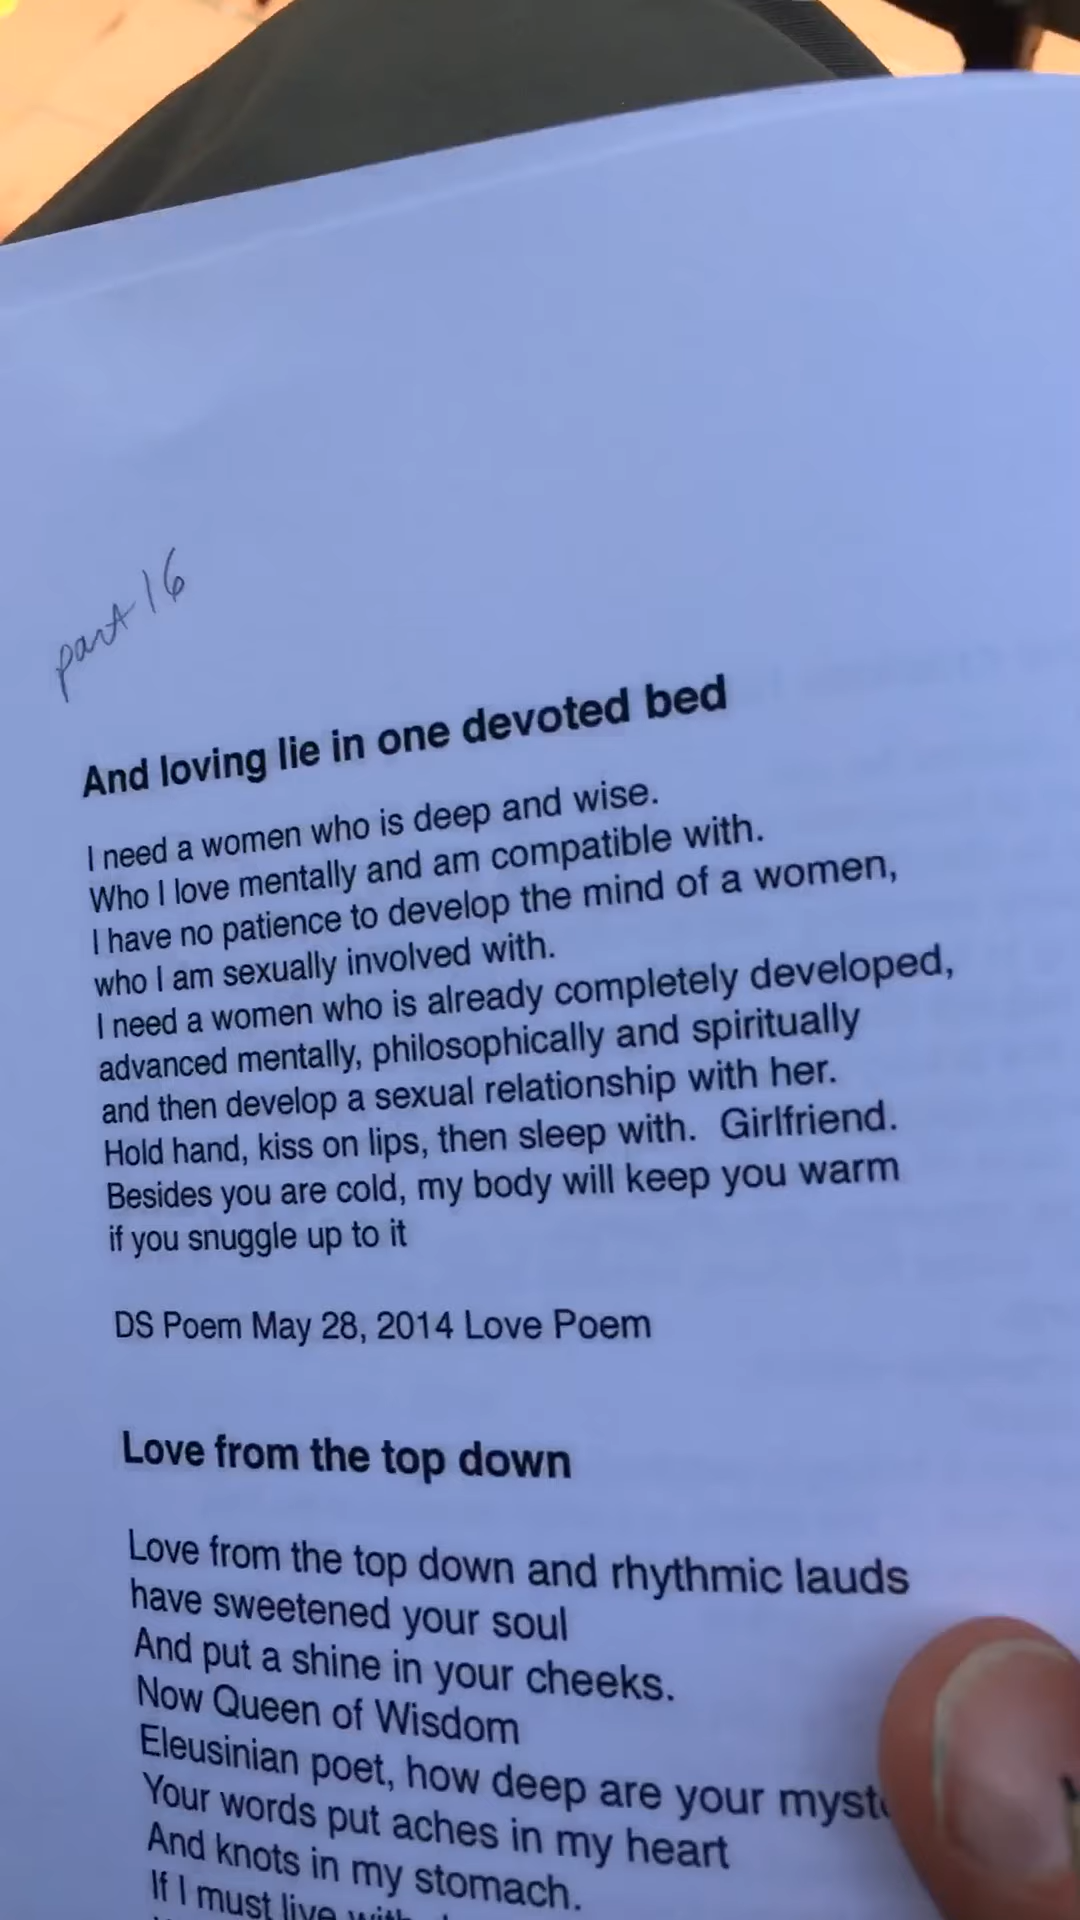 part 16
And loving lie in one devoted bed
I need a women who is deep and wise.
Who I love mentally and am compatible with.
I have no patience to develop the mind of a women,
who I am sexually involved with.
I need a women who is already completely developed,
advanced mentally, philosophically and spiritually
and then develop a sexual relationship with her.
Hold hand, kiss on lips, then sleep with. Girlfriend.
Besides you are cold, my body will keep you warm
if you snuggle up to it
DS Poem May 28, 2014 Love Poem
Love from the top down
Love from the top down and rhythmic lauds
have sweetened your soul
And put a shine in your cheeks.
Now Queen of Wisdom
Eleusinian poet, how deep are your
Your words put aches in my heart
And knots in my stomach.
If I must live